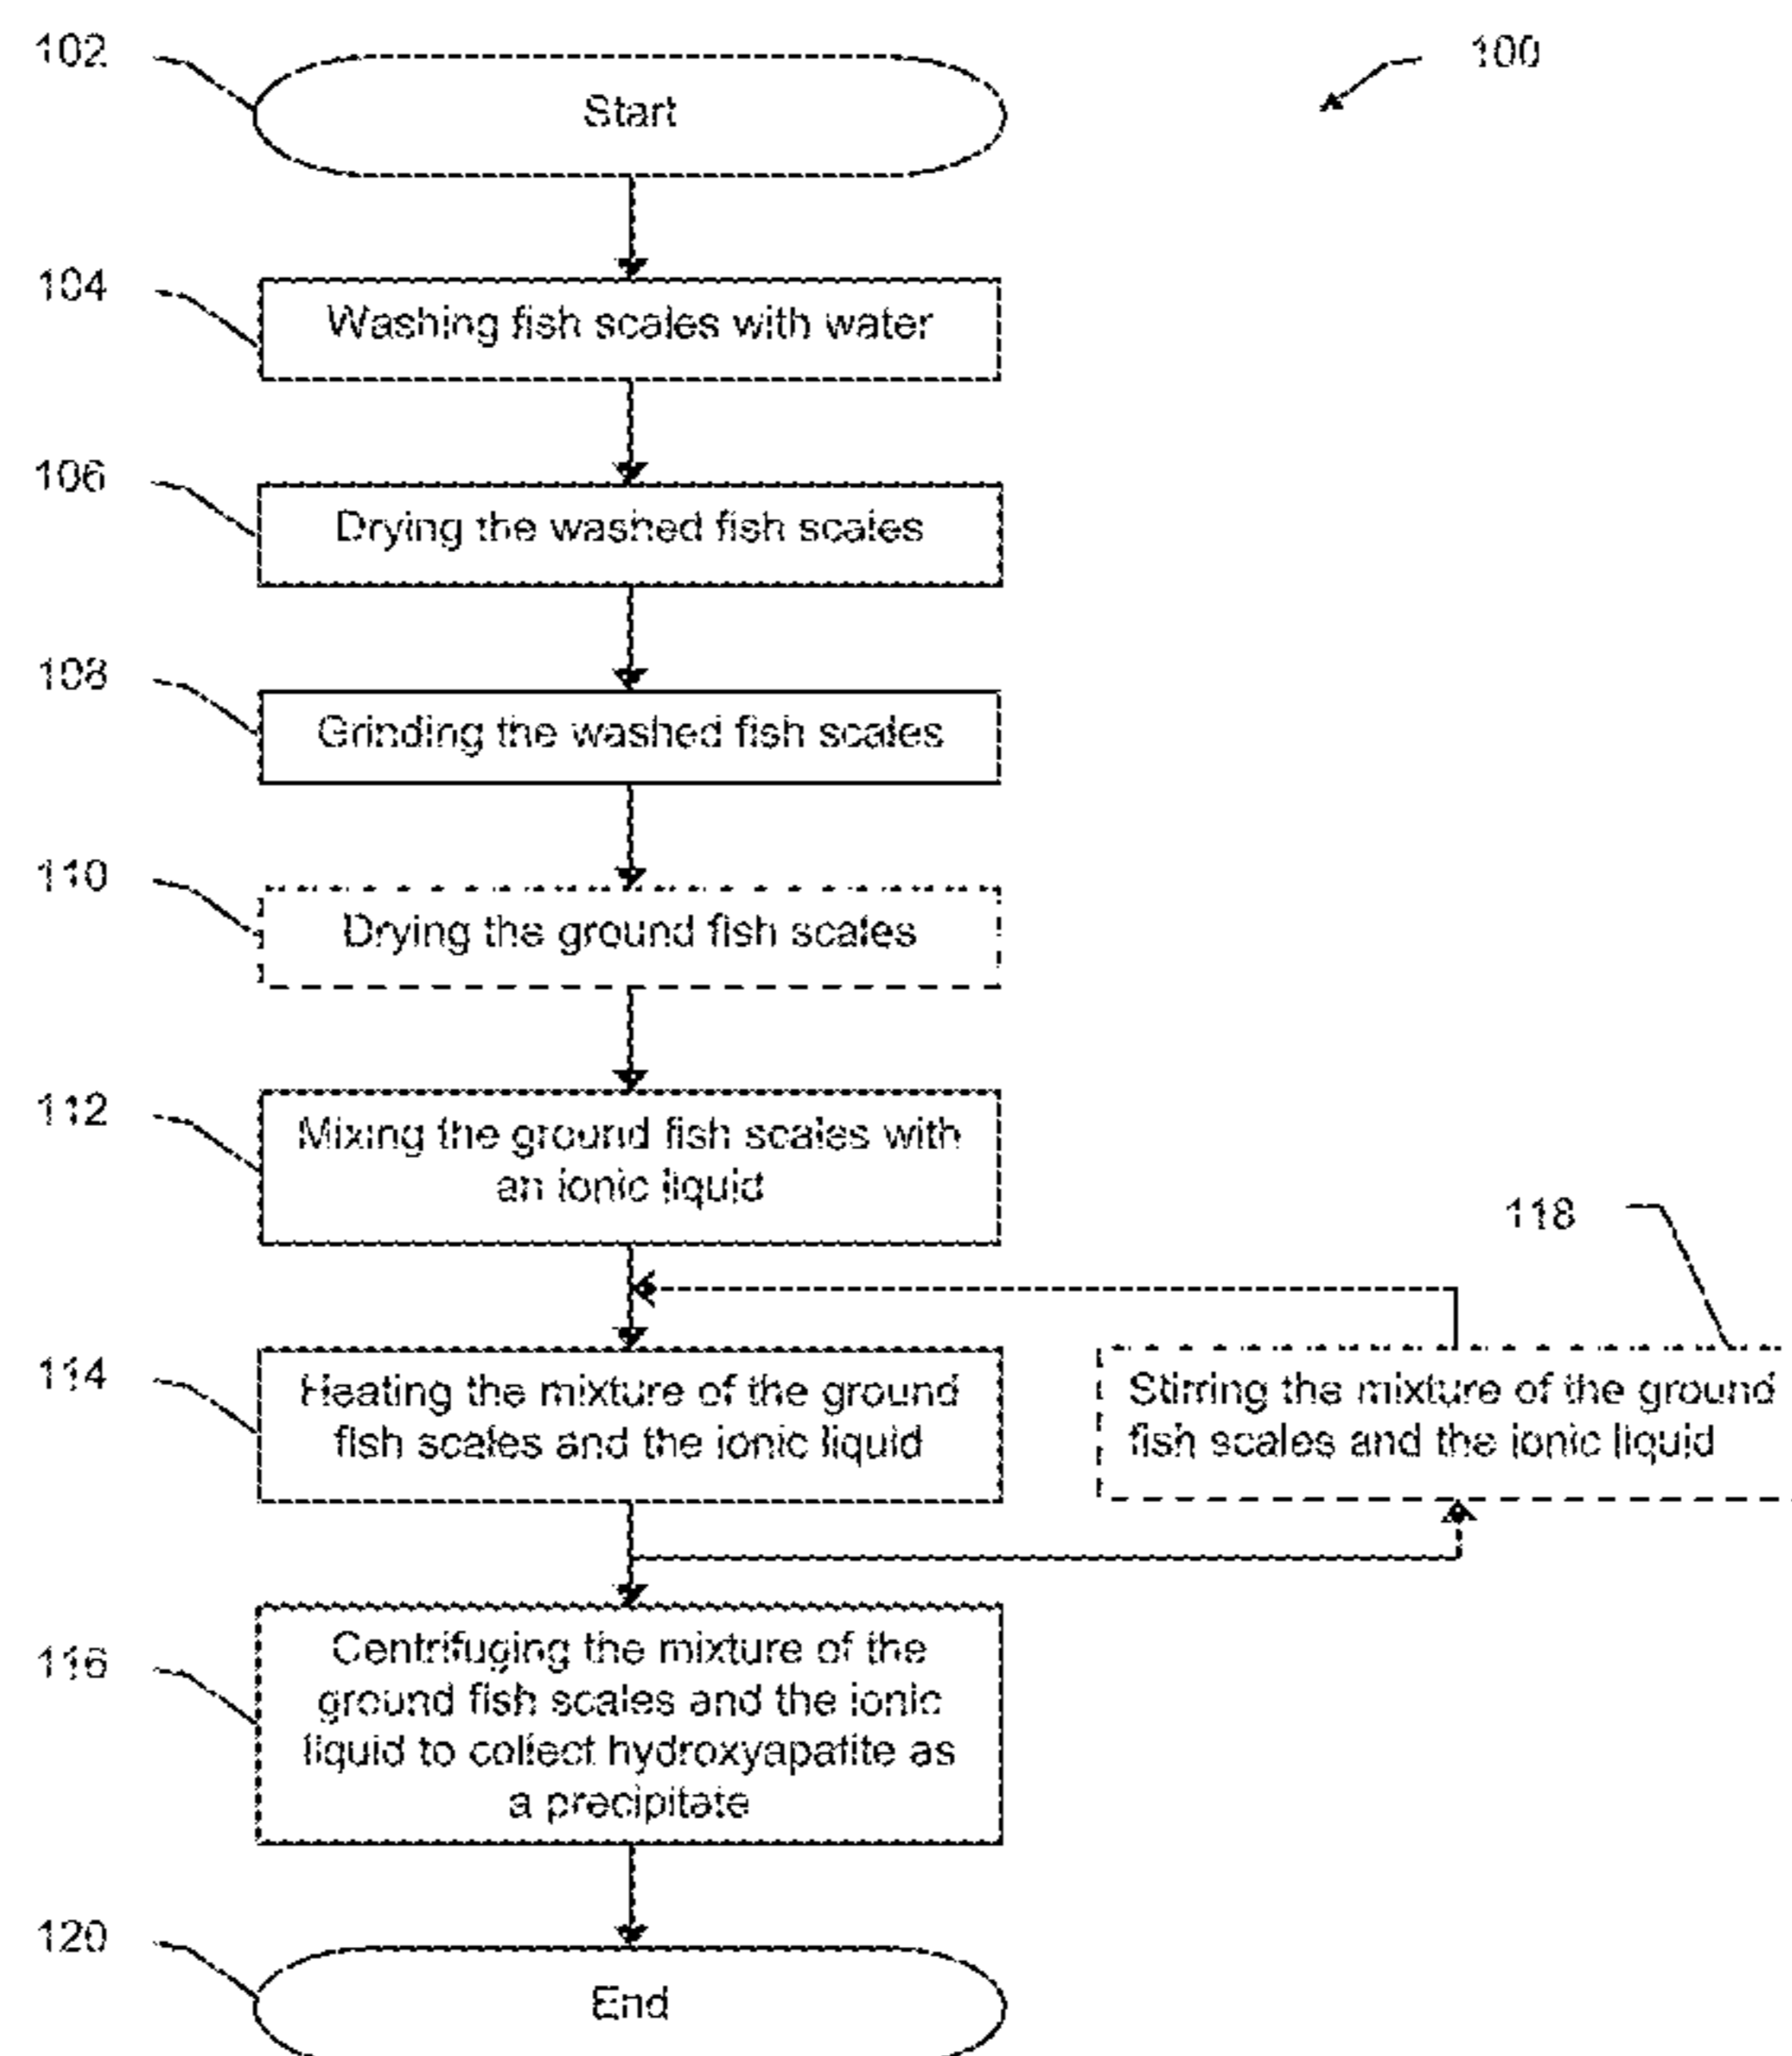 102
Start
100
104
Washing fish scales with water
106
Drying the washed fish scales
108
Grinding the washed fish scales
110
Drying the ground fish scales
112
Mixing the ground fish scales with
an ionic liquid
118
114
Heating the mixture of the ground
fish scales and the ionic liquid
Stirring the mixture of the ground
fish scales and the ionic liquid
116
Centrifuging the mixture of the
ground fish scales and the ionic
liquid to collect hydroxyapatite as
a precipitate
120
End